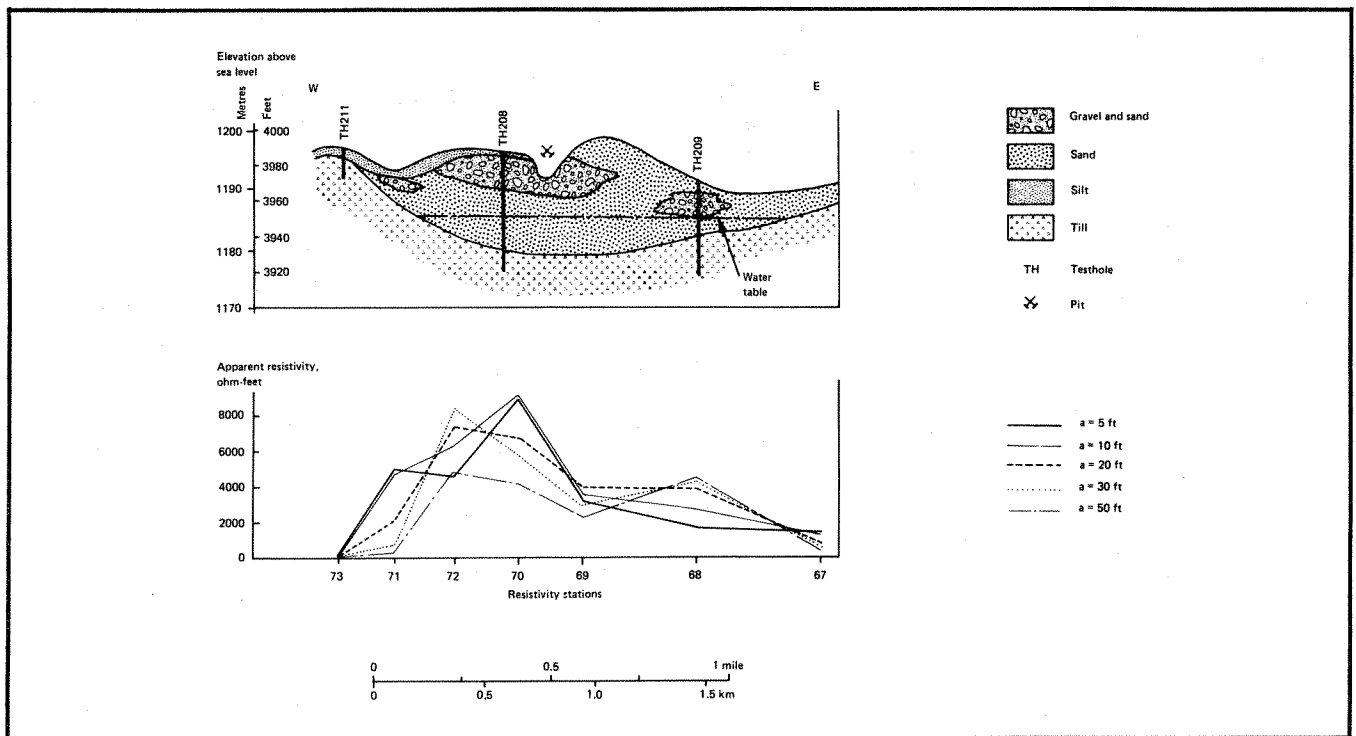 Elevation above
sea level
Metres
Feet
W
E
TH211
TH208
TH209
1200
4000
3980
1190
3960
3940
1180
3920
1170
Water
table
Gravel and sand
Sand
Silt
Till
TH Testhole
Pit
Apparent resistivity,
ohm-feet
8000
6000
4000
2000
0
73 71 72 70 69 68 67
Resistivity stations
a = 5 ft
a = 10 ft
a = 20 ft
a = 30 ft
a = 50 ft
0 0.5 1 mile
0 0.5 1.0 1.5 km